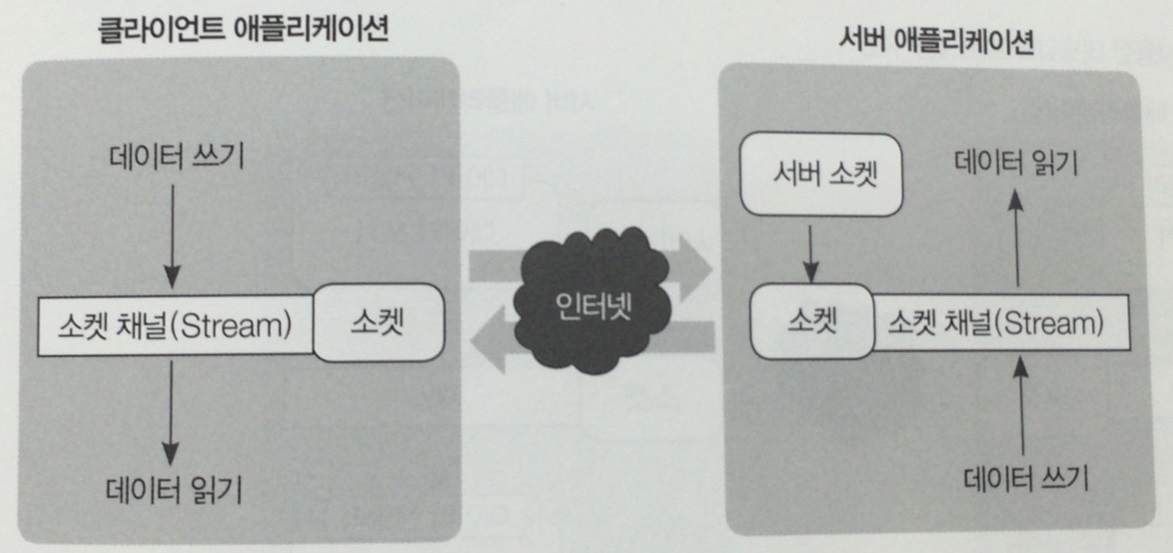 클라이언트 애플리케이션
데이터 쓰기
소켓 채널(Stream)
소켓
데이터 읽기
인터넷
서버 애플리케이션
서버 소켓
데이터 읽기
소켓
소켓 채널(Stream)
데이터 쓰기